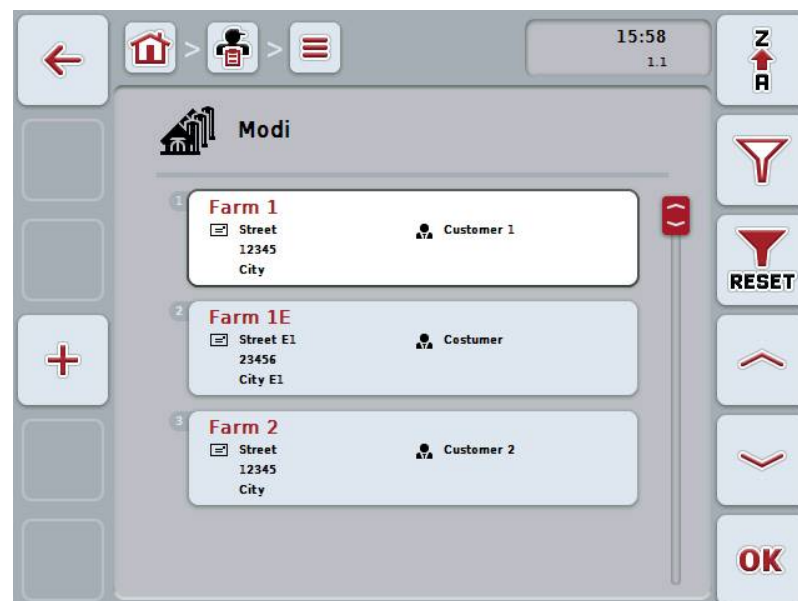 > >
15:58
1.1
Z
A
Modi
1
Farm 1
Street
Customer 1
12345
City
RESET
2
Farm 1E
Street E1
Costumer
23456
City E1
3
Farm 2
Street
Customer 2
12345
City
OK